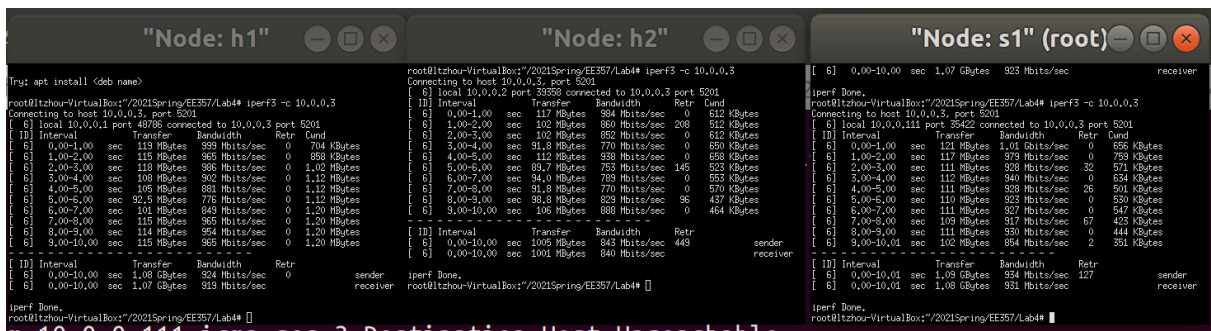 "Node: h1"
Try: apt install <deb name>
root@ltzhou-VirtualBox:~/2021Spring/EE357/Lab4# iperf3 -c 10.0.0.3
Connecting to host 10.0.0.3, port 5201
[  6] local 10.0.0.1 port 48786 connected to 10.0.0.3 port 5201
[ ID] Interval           Transfer     Bandwidth       Retr  Cwnd
[  6]   0.00-1.00   sec   119 MBytes   999 Mbits/sec    0    704 KBytes
[  6]   1.00-2.00   sec   115 MBytes   965 Mbits/sec    0    858 KBytes
[  6]   2.00-3.00   sec   118 MBytes   986 Mbits/sec    0   1.02 MBytes
[  6]   3.00-4.00   sec   108 MBytes   902 Mbits/sec    0   1.12 MBytes
[  6]   4.00-5.00   sec   105 MBytes   881 Mbits/sec    0   1.12 MBytes
[  6]   5.00-6.00   sec  92.5 MBytes   776 Mbits/sec    0   1.12 MBytes
[  6]   6.00-7.00   sec   101 MBytes   849 Mbits/sec    0   1.20 MBytes
[  6]   7.00-8.00   sec   115 MBytes   965 Mbits/sec    0   1.20 MBytes
[  6]   8.00-9.00   sec   114 MBytes   954 Mbits/sec    0   1.20 MBytes
[  6]   9.00-10.00  sec   115 MBytes   965 Mbits/sec    0   1.20 MBytes
- - - - - - - - - - - - - - - - - - - - - - - - -
[ ID] Interval           Transfer     Bandwidth       Retr
[  6]   0.00-10.00  sec  1.08 GBytes   924 Mbits/sec    0             sender
[  6]   0.00-10.00  sec  1.07 GBytes   919 Mbits/sec                  receiver
iperf Done.
root@ltzhou-VirtualBox:~/2021Spring/EE357/Lab4#
"Node: h2"
root@ltzhou-VirtualBox:~/2021Spring/EE357/Lab4# iperf3 -c 10.0.0.3
Connecting to host 10.0.0.3, port 5201
[  6] local 10.0.0.2 port 39358 connected to 10.0.0.3 port 5201
[ ID] Interval           Transfer     Bandwidth       Retr  Cwnd
[  6]   0.00-1.00   sec   117 MBytes   984 Mbits/sec    0    612 KBytes
[  6]   1.00-2.00   sec   102 MBytes   860 Mbits/sec  208    512 KBytes
[  6]   2.00-3.00   sec   102 MBytes   852 Mbits/sec    0    612 KBytes
[  6]   3.00-4.00   sec  91.8 MBytes   770 Mbits/sec    0    650 KBytes
[  6]   4.00-5.00   sec   112 MBytes   938 Mbits/sec    0    658 KBytes
[  6]   5.00-6.00   sec  89.7 MBytes   753 Mbits/sec  145    523 KBytes
[  6]   6.00-7.00   sec  94.0 MBytes   789 Mbits/sec    0    553 KBytes
[  6]   7.00-8.00   sec  91.8 MBytes   770 Mbits/sec    0    570 KBytes
[  6]   8.00-9.00   sec  98.8 MBytes   829 Mbits/sec   96    437 KBytes
[  6]   9.00-10.00  sec   106 MBytes   888 Mbits/sec    0    464 KBytes
- - - - - - - - - - - - - - - - - - - - - - - - -
[ ID] Interval           Transfer     Bandwidth       Retr
[  6]   0.00-10.00  sec  1005 MBytes   843 Mbits/sec  449             sender
[  6]   0.00-10.00  sec  1001 MBytes   840 Mbits/sec                  receiver
iperf Done.
root@ltzhou-VirtualBox:~/2021Spring/EE357/Lab4#
"Node: s1" (root)
[  6]   0.00-10.00  sec  1.07 GBytes   923 Mbits/sec                  receiver
iperf Done.
root@ltzhou-VirtualBox:~/2021Spring/EE357/Lab4# iperf3 -c 10.0.0.3
Connecting to host 10.0.0.3, port 5201
[  6] local 10.0.0.111 port 35422 connected to 10.0.0.3 port 5201
[ ID] Interval           Transfer     Bandwidth       Retr  Cwnd
[  6]   0.00-1.00   sec   121 MBytes  1.01 Gbits/sec    0    656 KBytes
[  6]   1.00-2.00   sec   117 MBytes   979 Mbits/sec    0    759 KBytes
[  6]   2.00-3.00   sec   111 MBytes   928 Mbits/sec   32    571 KBytes
[  6]   3.00-4.00   sec   112 MBytes   940 Mbits/sec    0    634 KBytes
[  6]   4.00-5.00   sec   111 MBytes   928 Mbits/sec   26    501 KBytes
[  6]   5.00-6.00   sec   110 MBytes   923 Mbits/sec    0    530 KBytes
[  6]   6.00-7.00   sec   111 MBytes   927 Mbits/sec    0    547 KBytes
[  6]   7.00-8.00   sec   109 MBytes   917 Mbits/sec   67    423 KBytes
[  6]   8.00-9.00   sec   111 MBytes   930 Mbits/sec    0    444 KBytes
[  6]   9.00-10.01  sec   102 MBytes   854 Mbits/sec    2    351 KBytes
- - - - - - - - - - - - - - - - - - - - - - - - -
[ ID] Interval           Transfer     Bandwidth       Retr
[  6]   0.00-10.01  sec  1.09 GBytes   934 Mbits/sec  127             sender
[  6]   0.00-10.01  sec  1.08 GBytes   931 Mbits/sec                  receiver
iperf Done.
root@ltzhou-VirtualBox:~/2021Spring/EE357/Lab4#
10.0.0.111 icmp_seq=2 Destination Host Unreachable